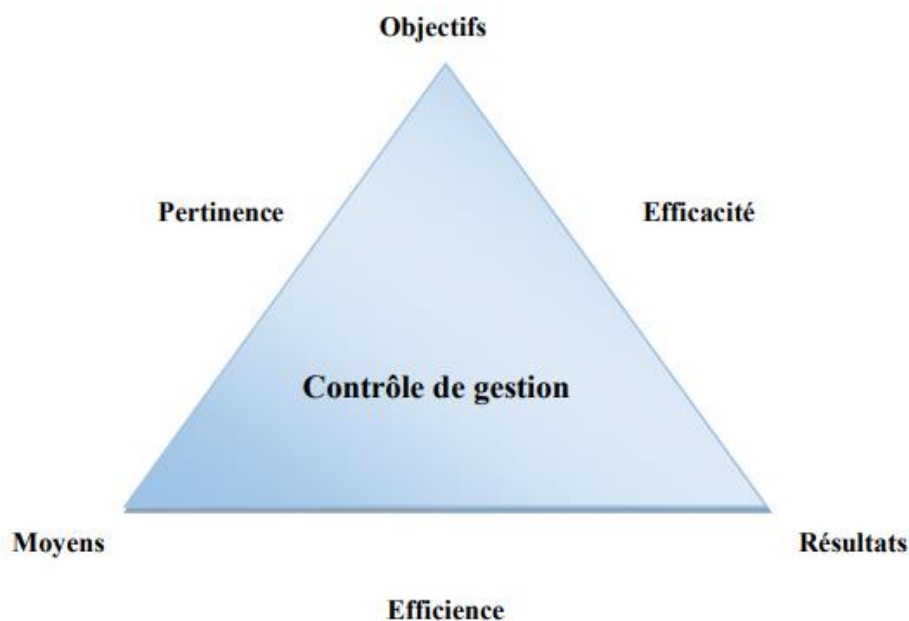 Objectifs
Pertinence
Efficacité
Contrôle de gestion
Moyens
Résultats
Efficience